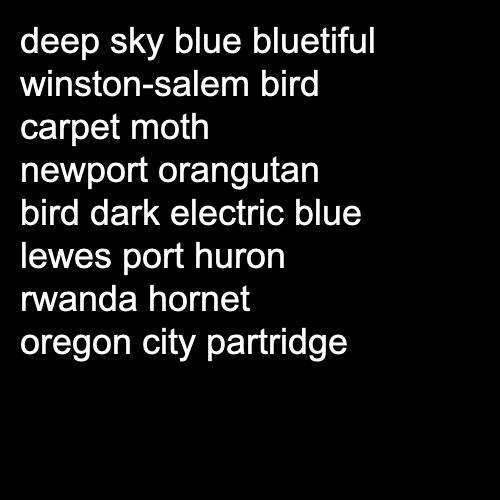 deep sky blue bluetiful
winston-salem bird
carpet moth
newport orangutan
bird dark electric blue
lewes port huron
rwanda hornet
oregon city partridge